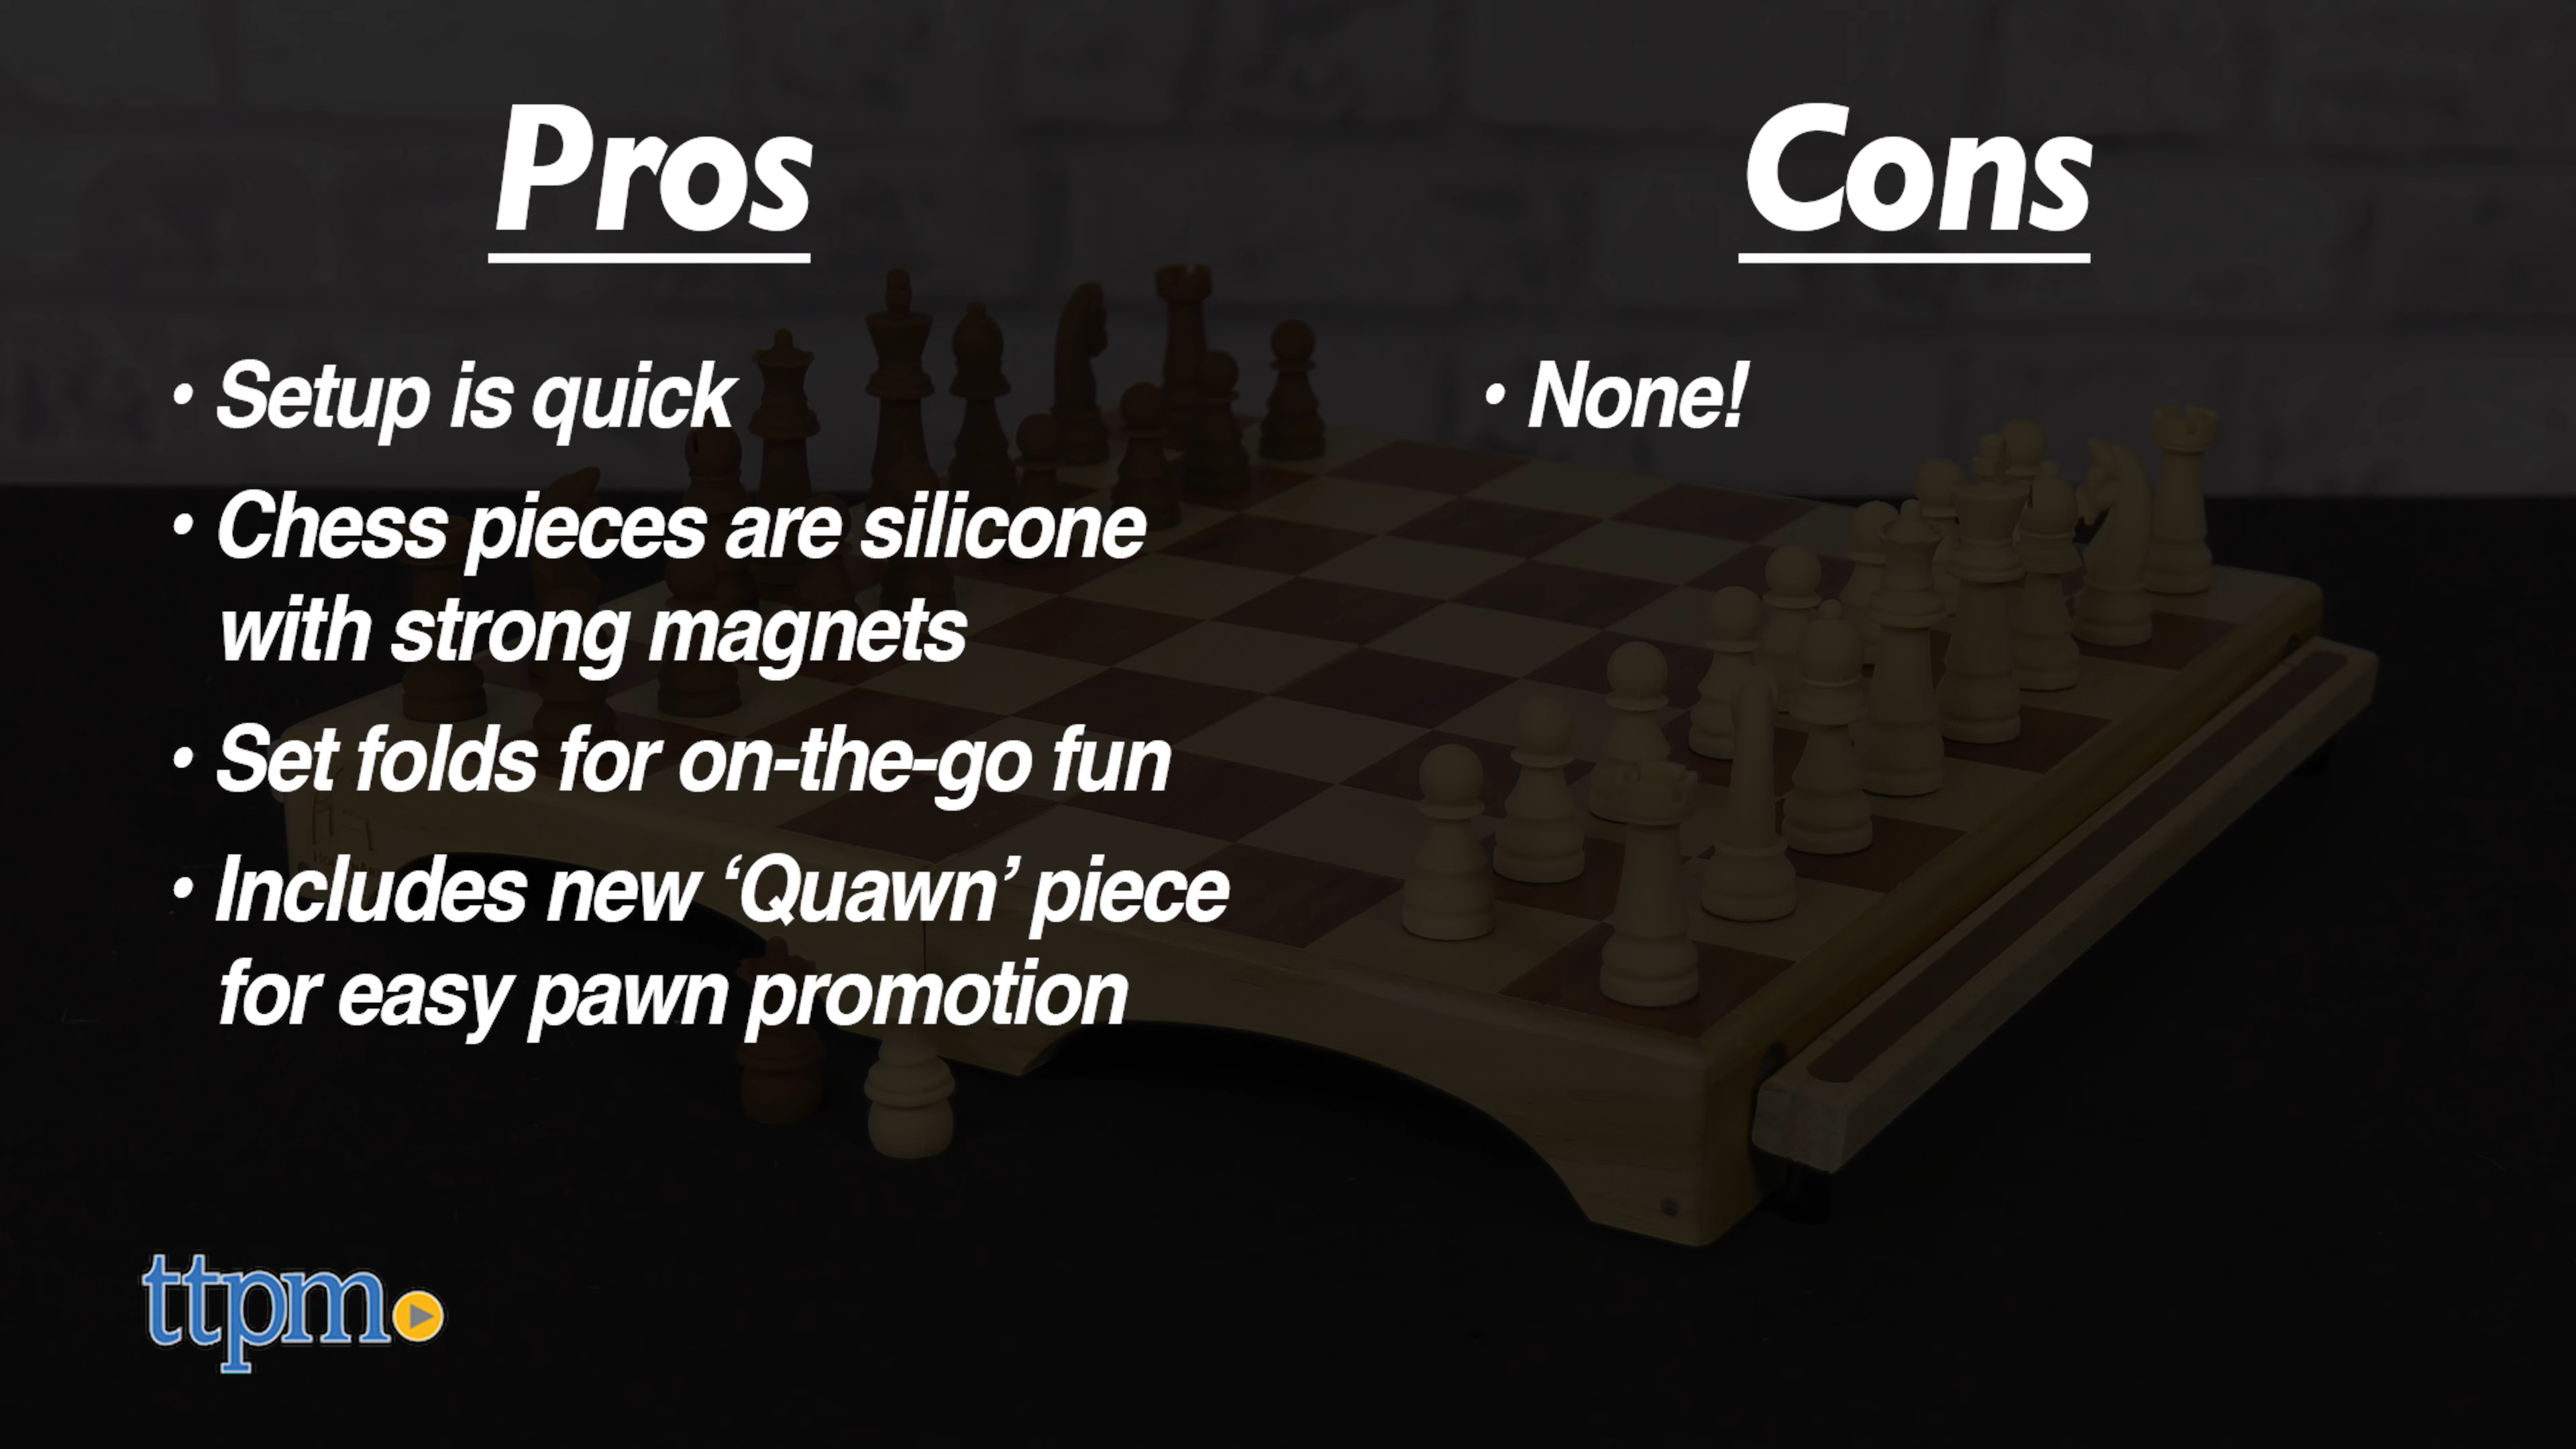 Pros
• Setup is quick
• Chess pieces are silicone
with strong magnets
• Set folds for on-the-go fun
• Includes new ‘Quawn’ piece
for easy pawn promotion
Cons
• None!
ttpm